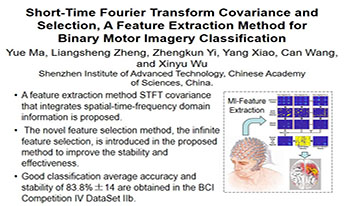 Short-Time Fourier Transform Covariance and
Selection, A Feature Extraction Method for
Binary Motor Imagery Classification
Yue Ma, Liangsheng Zheng, Zhengkun Yi, Yang Xiao, Can Wang,
and Xinyu Wu
Shenzhen Institute of Advanced Technology, Chinese Academy
of Sciences, China.
• A feature extraction method STFT covariance
that integrates spatial-time-frequency domain
information is proposed.
• The novel feature selection method, the infinite
feature selection, is introduced in the proposed
method to improve the stability and
effectiveness.
• Good classification average accuracy and
stability of 83.8%±14 are obtained in the BCI
Competition IV DataSet IIb.
MI-Feature
Extraction